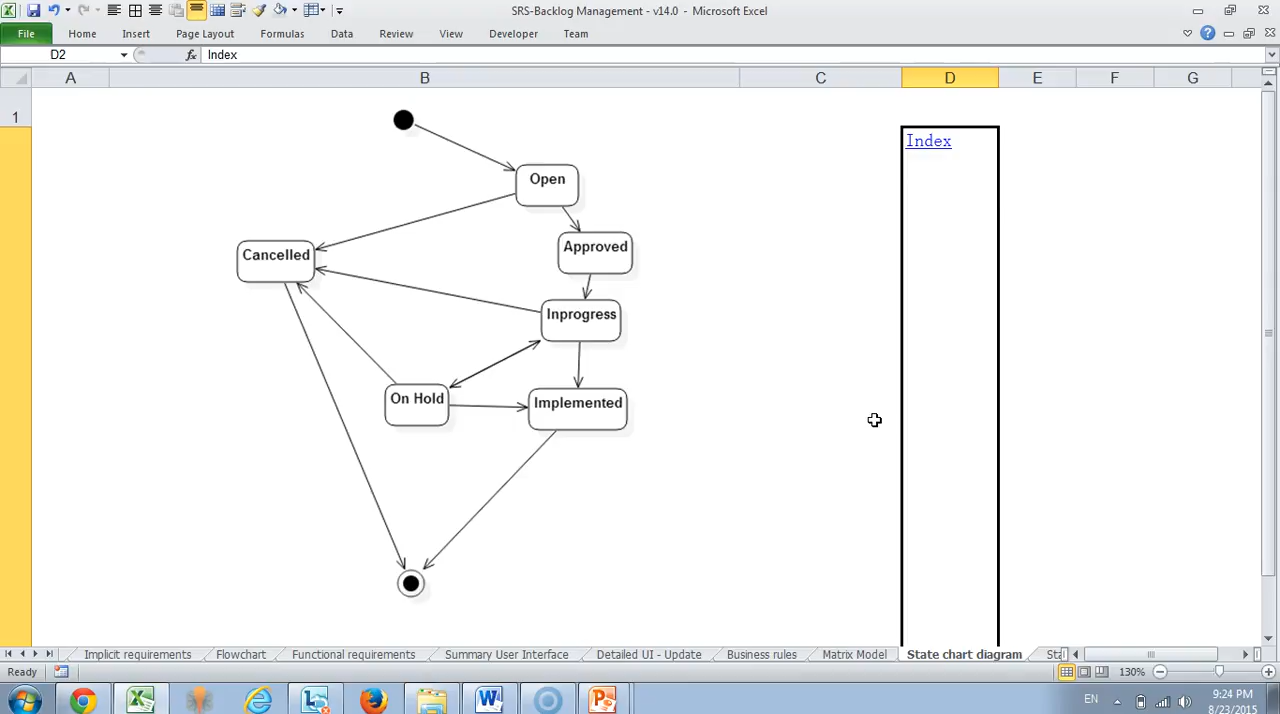 SRS-Backlog Management - v14.0 - Microsoft Excel
File Home Insert Page Layout Formulas Data Review View Developer Team
D2 fx Index
A B C D E F G
1
Index
Open
Approved
Cancelled
Inprogress
On Hold
Implemented
Implicit requirements Flowchart Functional requirements Summary User Interface Detailed UI - Update Business rules Matrix Model State chart diagram
Ready 130%
EN 9:24 PM
8/23/2015